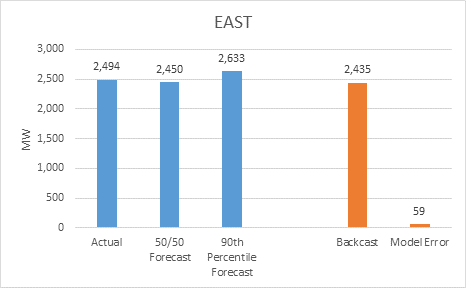 EAST
3,000
2,500
2,000
1,500
1,000
500
0
MW
2,494
2,450
2,633
2,435
59
Actual
50/50
Forecast
90th
Percentile
Forecast
Backcast
Model Error